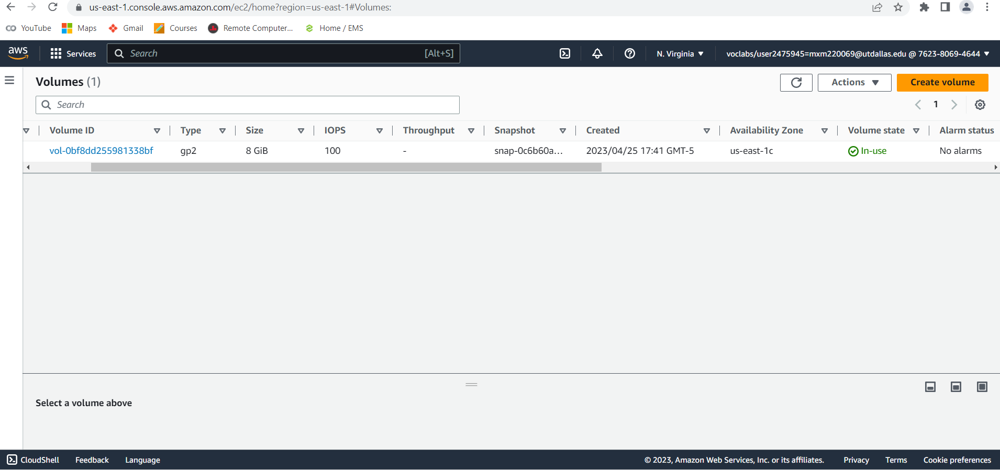 us-east-1.console.aws.amazon.com/ec2/home?region=us-east-1#Volumes:
YouTube Maps Gmail Courses Remote Computer... Home / EMS
aws Services Search [Alt+S] N. Virginia voclabs/user2475945=mxm220069@utdallas.edu @ 7623-8069-4644
Volumes (1) Actions Create volume
Search 1
Volume ID Type Size IOPS Throughput Snapshot Created Availability Zone Volume state Alarm status
vol-0bf8dd255981338bf gp2 8 GiB 100 - snap-0c6b60a... 2023/04/25 17:41 GMT-5 us-east-1c In-use No alarms
Select a volume above
CloudShell Feedback Language © 2023, Amazon Web Services, Inc. or its affiliates. Privacy Terms Cookie preferences